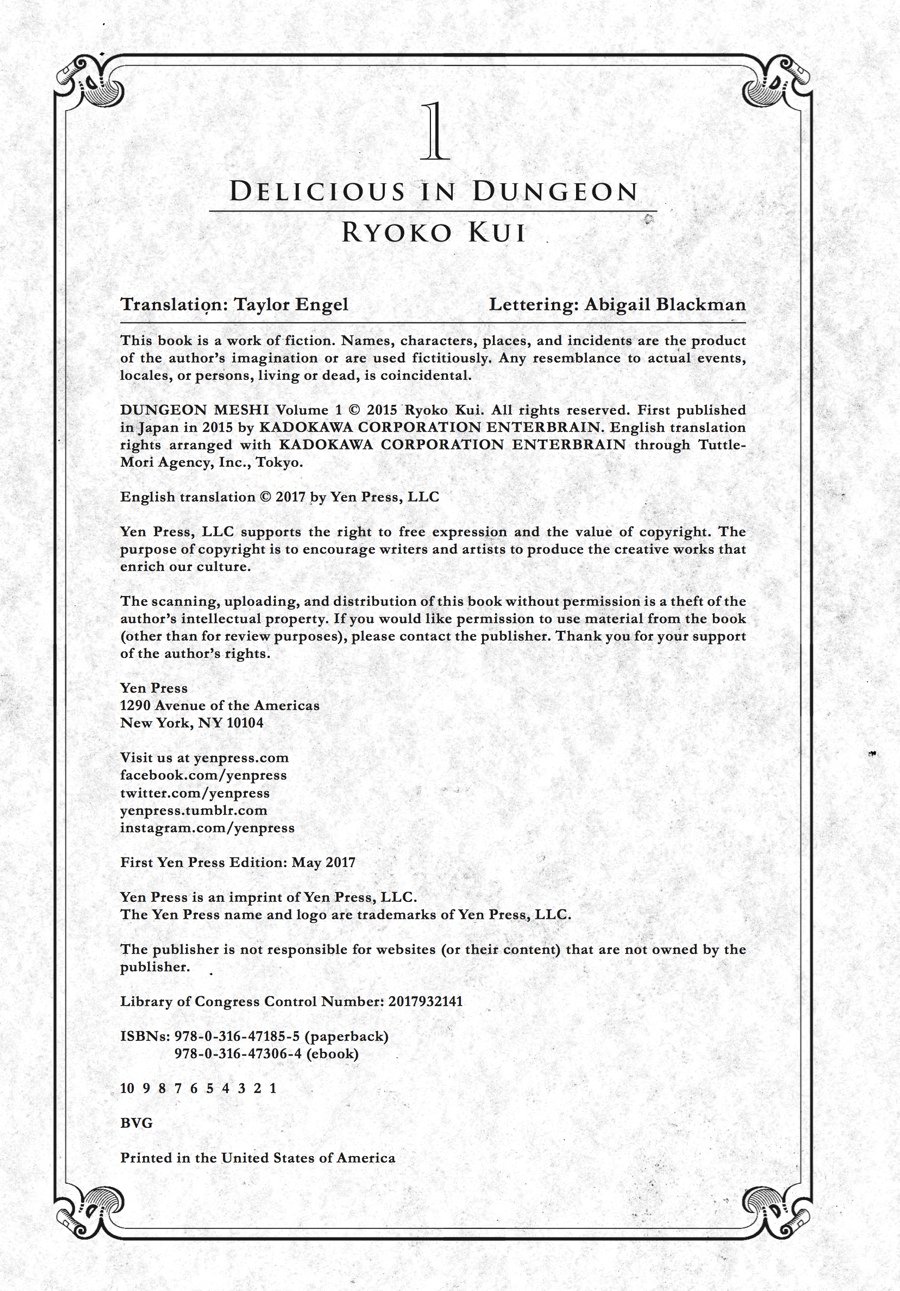 1
DELICIOUS IN DUNGEON
RYOKO KUI
Translation: Taylor Engel Lettering: Abigail Blackman
This book is a work of fiction. Names, characters, places, and incidents are the product
of the author's imagination or are used fictitiously. Any resemblance to actual events,
locales, or persons, living or dead, is coincidental.
DUNGEON MESHI Volume 1 © 2015 Ryoko Kui. All rights reserved. First published
in Japan in 2015 by KADOKAWA CORPORATION ENTERBRAIN. English translation
rights arranged with KADOKAWA CORPORATION ENTERBRAIN through Tuttle-
Mori Agency, Inc., Tokyo.
English translation © 2017 by Yen Press, LLC
Yen Press, LLC supports the right to free expression and the value of copyright. The
purpose of copyright is to encourage writers and artists to produce the creative works that
enrich our culture.
The scanning, uploading, and distribution of this book without permission is a theft of the
author's intellectual property. If you would like permission to use material from the book
(other than for review purposes), please contact the publisher. Thank you for your support
of the author's rights.
Yen Press
1290 Avenue of the Americas
New York, NY 10104
Visit us at yenpress.com
facebook.com/yenpress
twitter.com/yenpress
yenpress.tumblr.com
instagram.com/yenpress
First Yen Press Edition: May 2017
Yen Press is an imprint of Yen Press, LLC.
The Yen Press name and logo are trademarks of Yen Press, LLC.
The publisher is not responsible for websites (or their content) that are not owned by the
publisher.
Library of Congress Control Number: 2017932141
ISBNs: 978-0-316-47185-5 (paperback)
978-0-316-47306-4 (ebook)
10 9 8 7 6 5 4 3 2 1
BVG
Printed in the United States of America